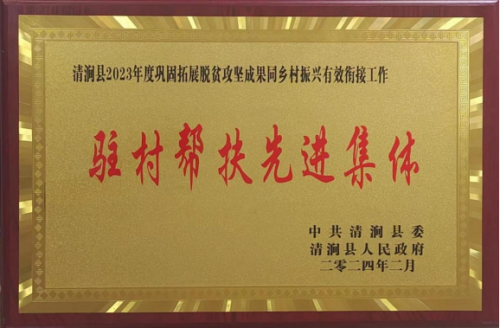 清涧县2023年度巩固拓展脱贫攻坚成果同乡村振兴有效衔接工作
驻村帮扶先进集体
中共清涧县委
清涧县人民政府
二零二四年二月